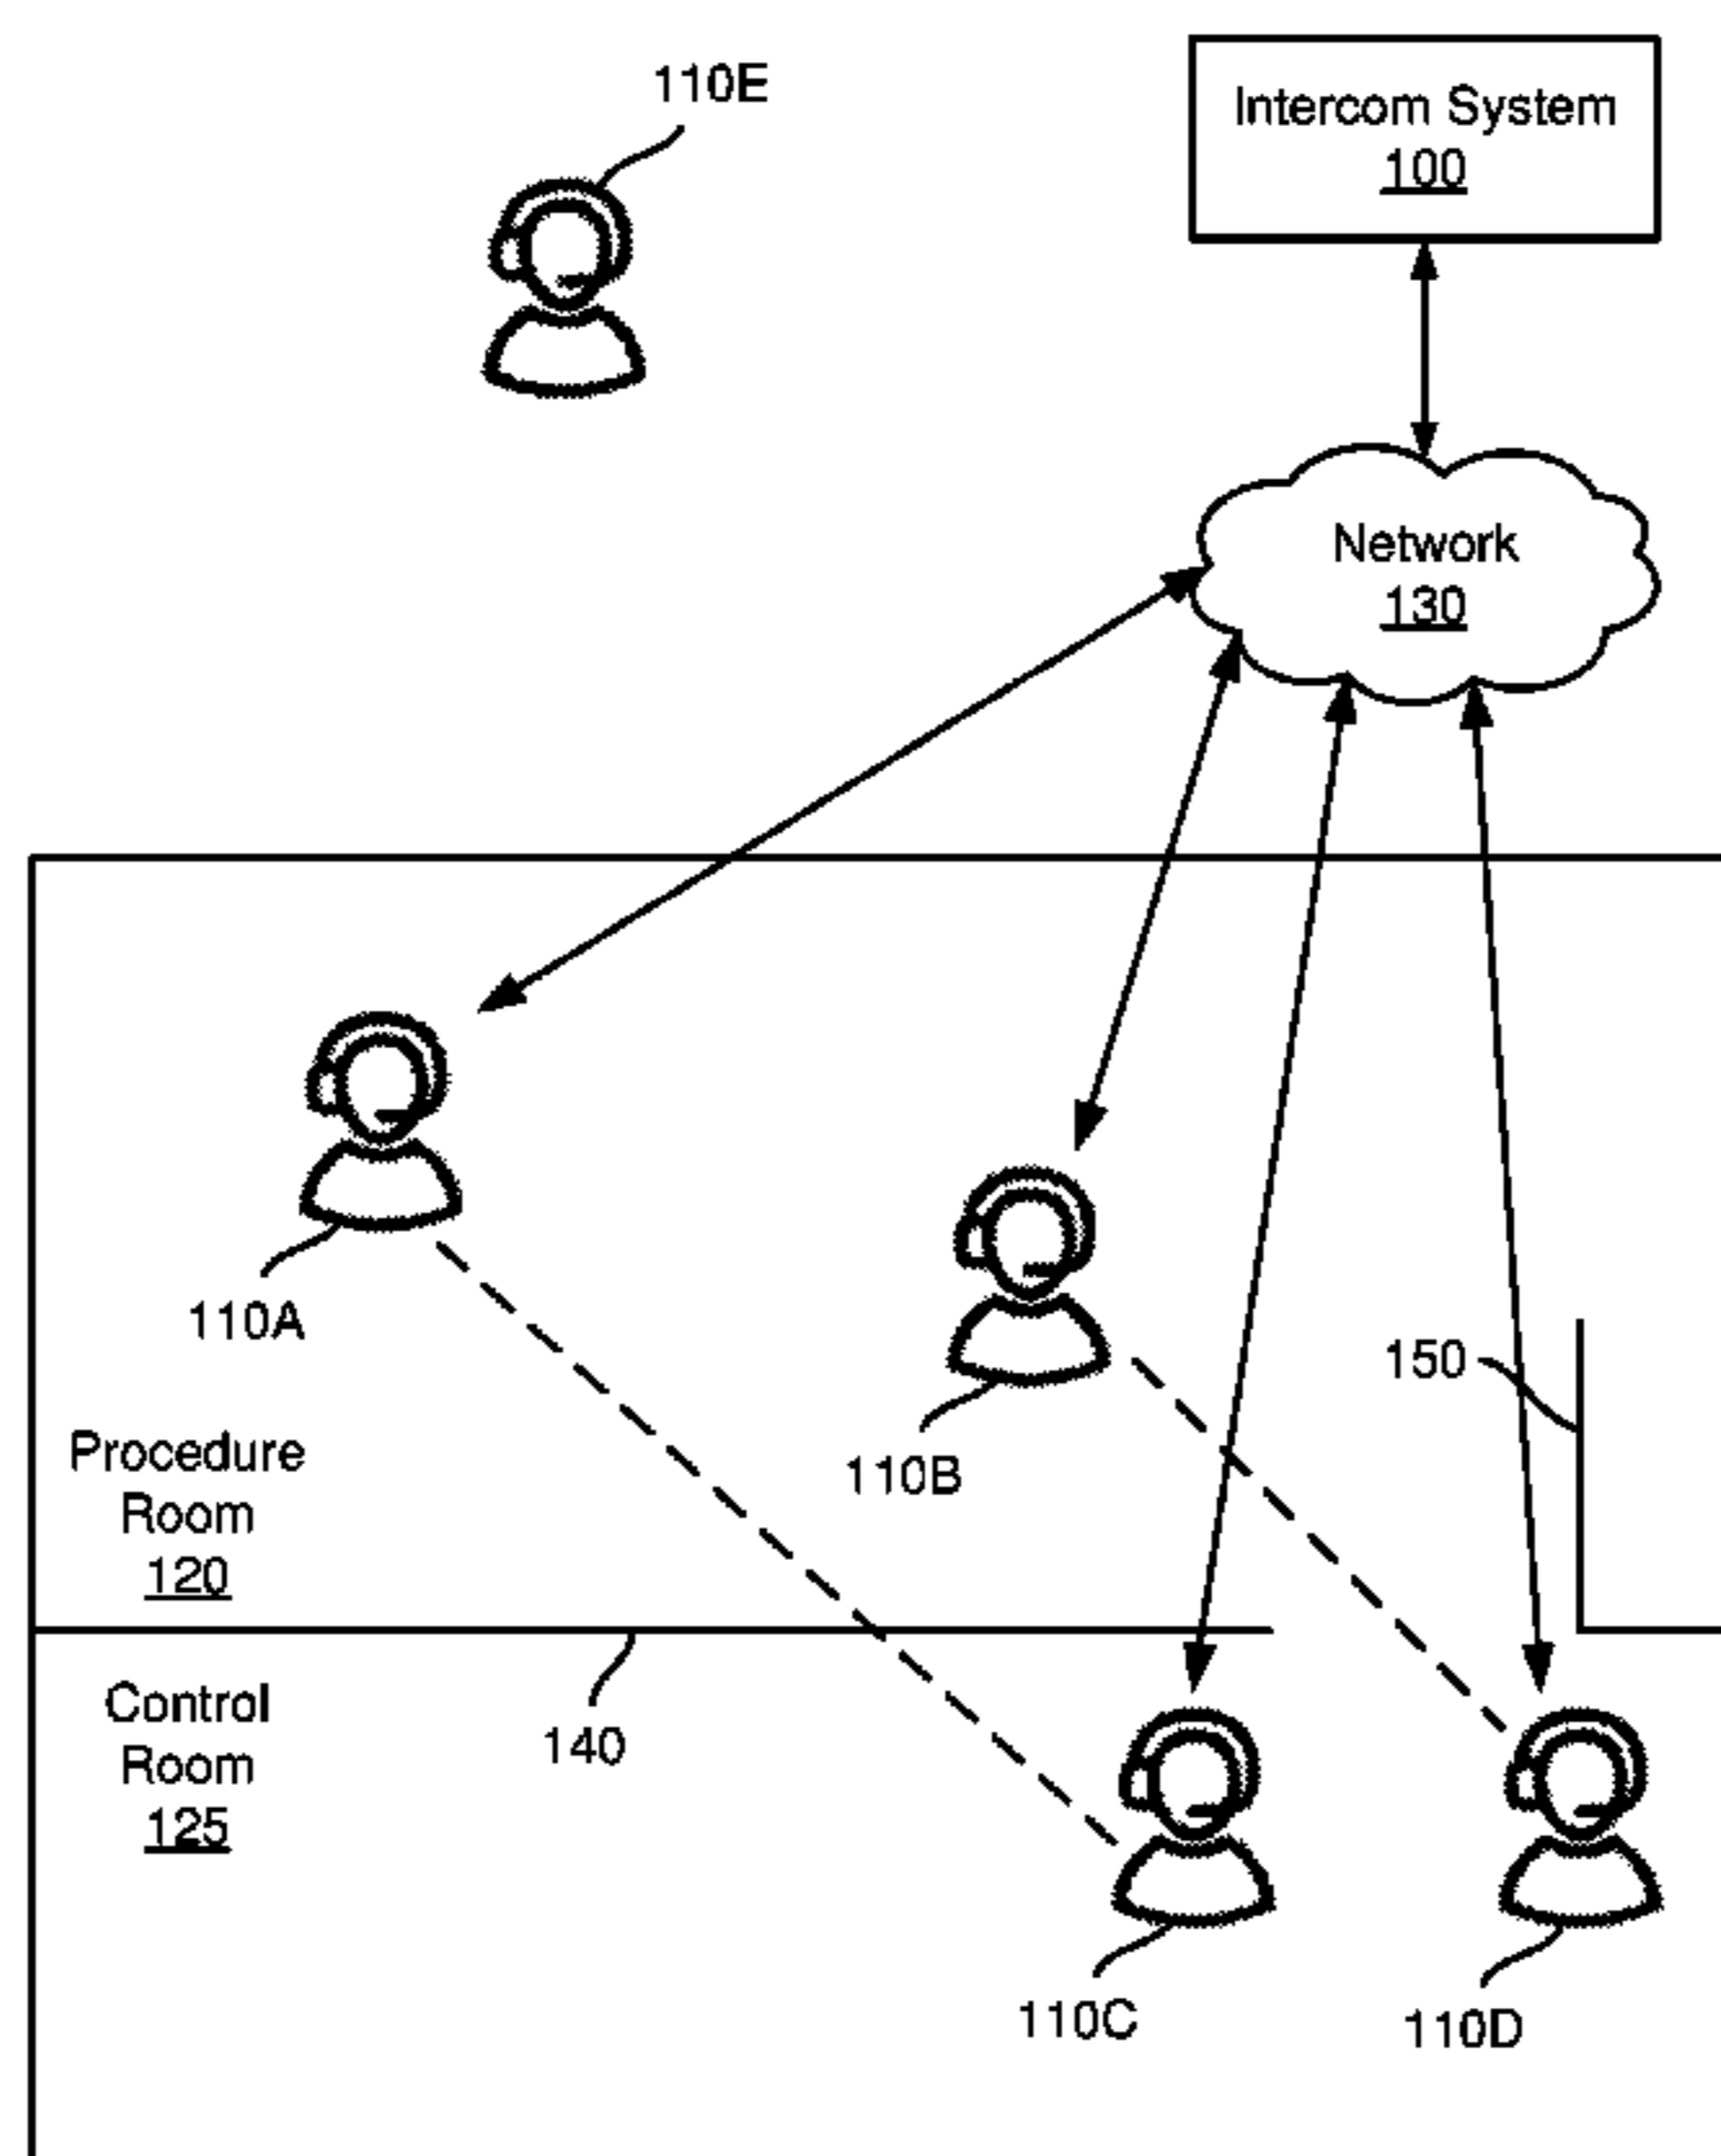 110E
Intercom System
100
Network
130
110A
110B
150
Procedure
Room
120
Control
Room
125
140
110C
110D